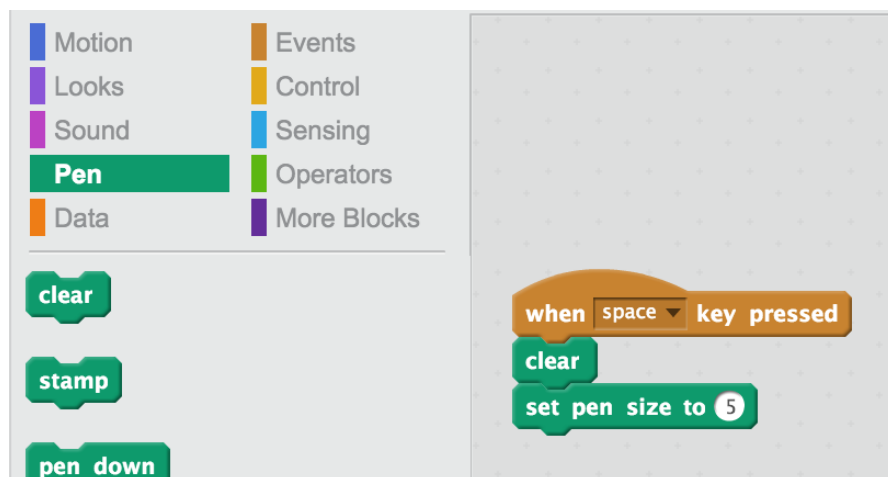 Motion
Looks
Sound
Pen
Data
Events
Control
Sensing
Operators
More Blocks
clear
stamp
pen down
when space key pressed
clear
set pen size to 5